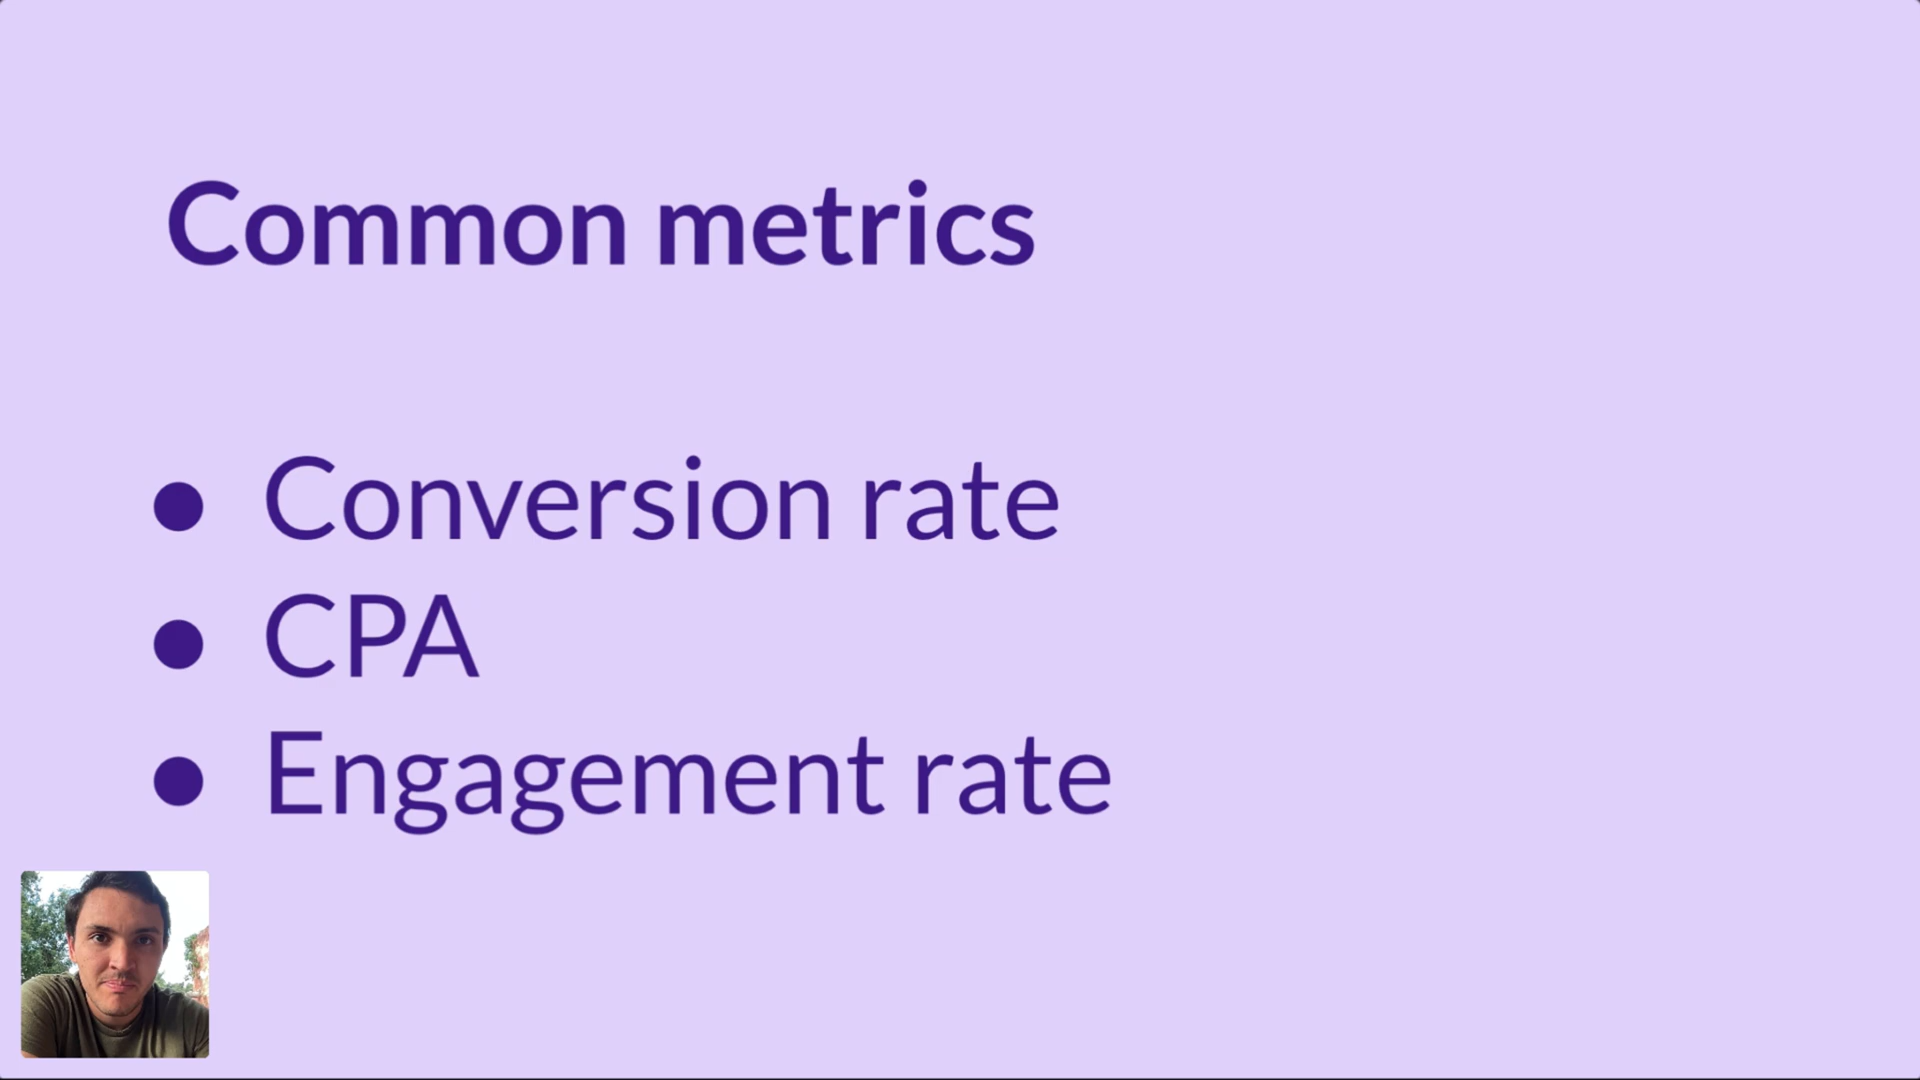 Common metrics
● Conversion rate
● CPA
● Engagement rate